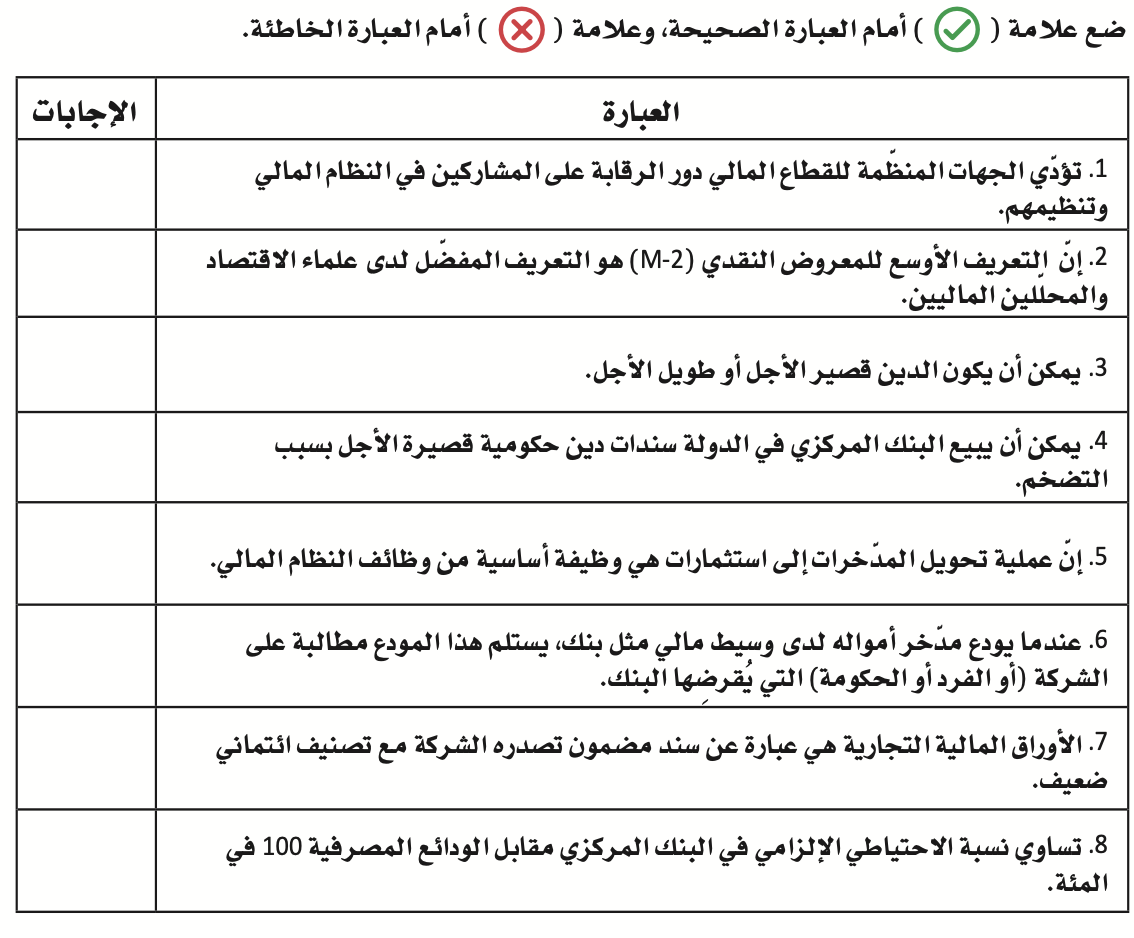 ضع علامة ( ) أمام العبارة الصحيحة، وعلامة ( ) أمام العبارة الخاطئة.
العبارة
الإجابات
1. تؤدّي الجهات المنظّمة للقطاع المالي دور الرقابة على المشاركين في النظام المالي
وتنظيمهم.
2. إنّ التعريف الأوسع للمعروض النقدي (M-2) هو التعريف المفضّل لدى علماء الاقتصاد
والمحلّلين الماليين.
3. يمكن أن يكون الدين قصير الأجل أو طويل الأجل.
4. يمكن أن يبيع البنك المركزي في الدولة سندات دين حكومية قصيرة الأجل بسبب
التضخم.
5. إنّ عملية تحويل المدّخرات إلى استثمارات هي وظيفة أساسية من وظائف النظام المالي.
6. عندما يودع مدّخر أمواله لدى وسيط مالي مثل بنك، يستلم هذا المودع مطالبة على
الشركة (أو الفرد أو الحكومة) التي يُقرضِها البنك.
7. الأوراق المالية التجارية هي عبارة عن سند مضمون تصدره الشركة مع تصنيف ائتماني
ضعيف.
8. تساوي نسبة الاحتياطي الإلزامي في البنك المركزي مقابل الودائع المصرفية 100 في
المئة.